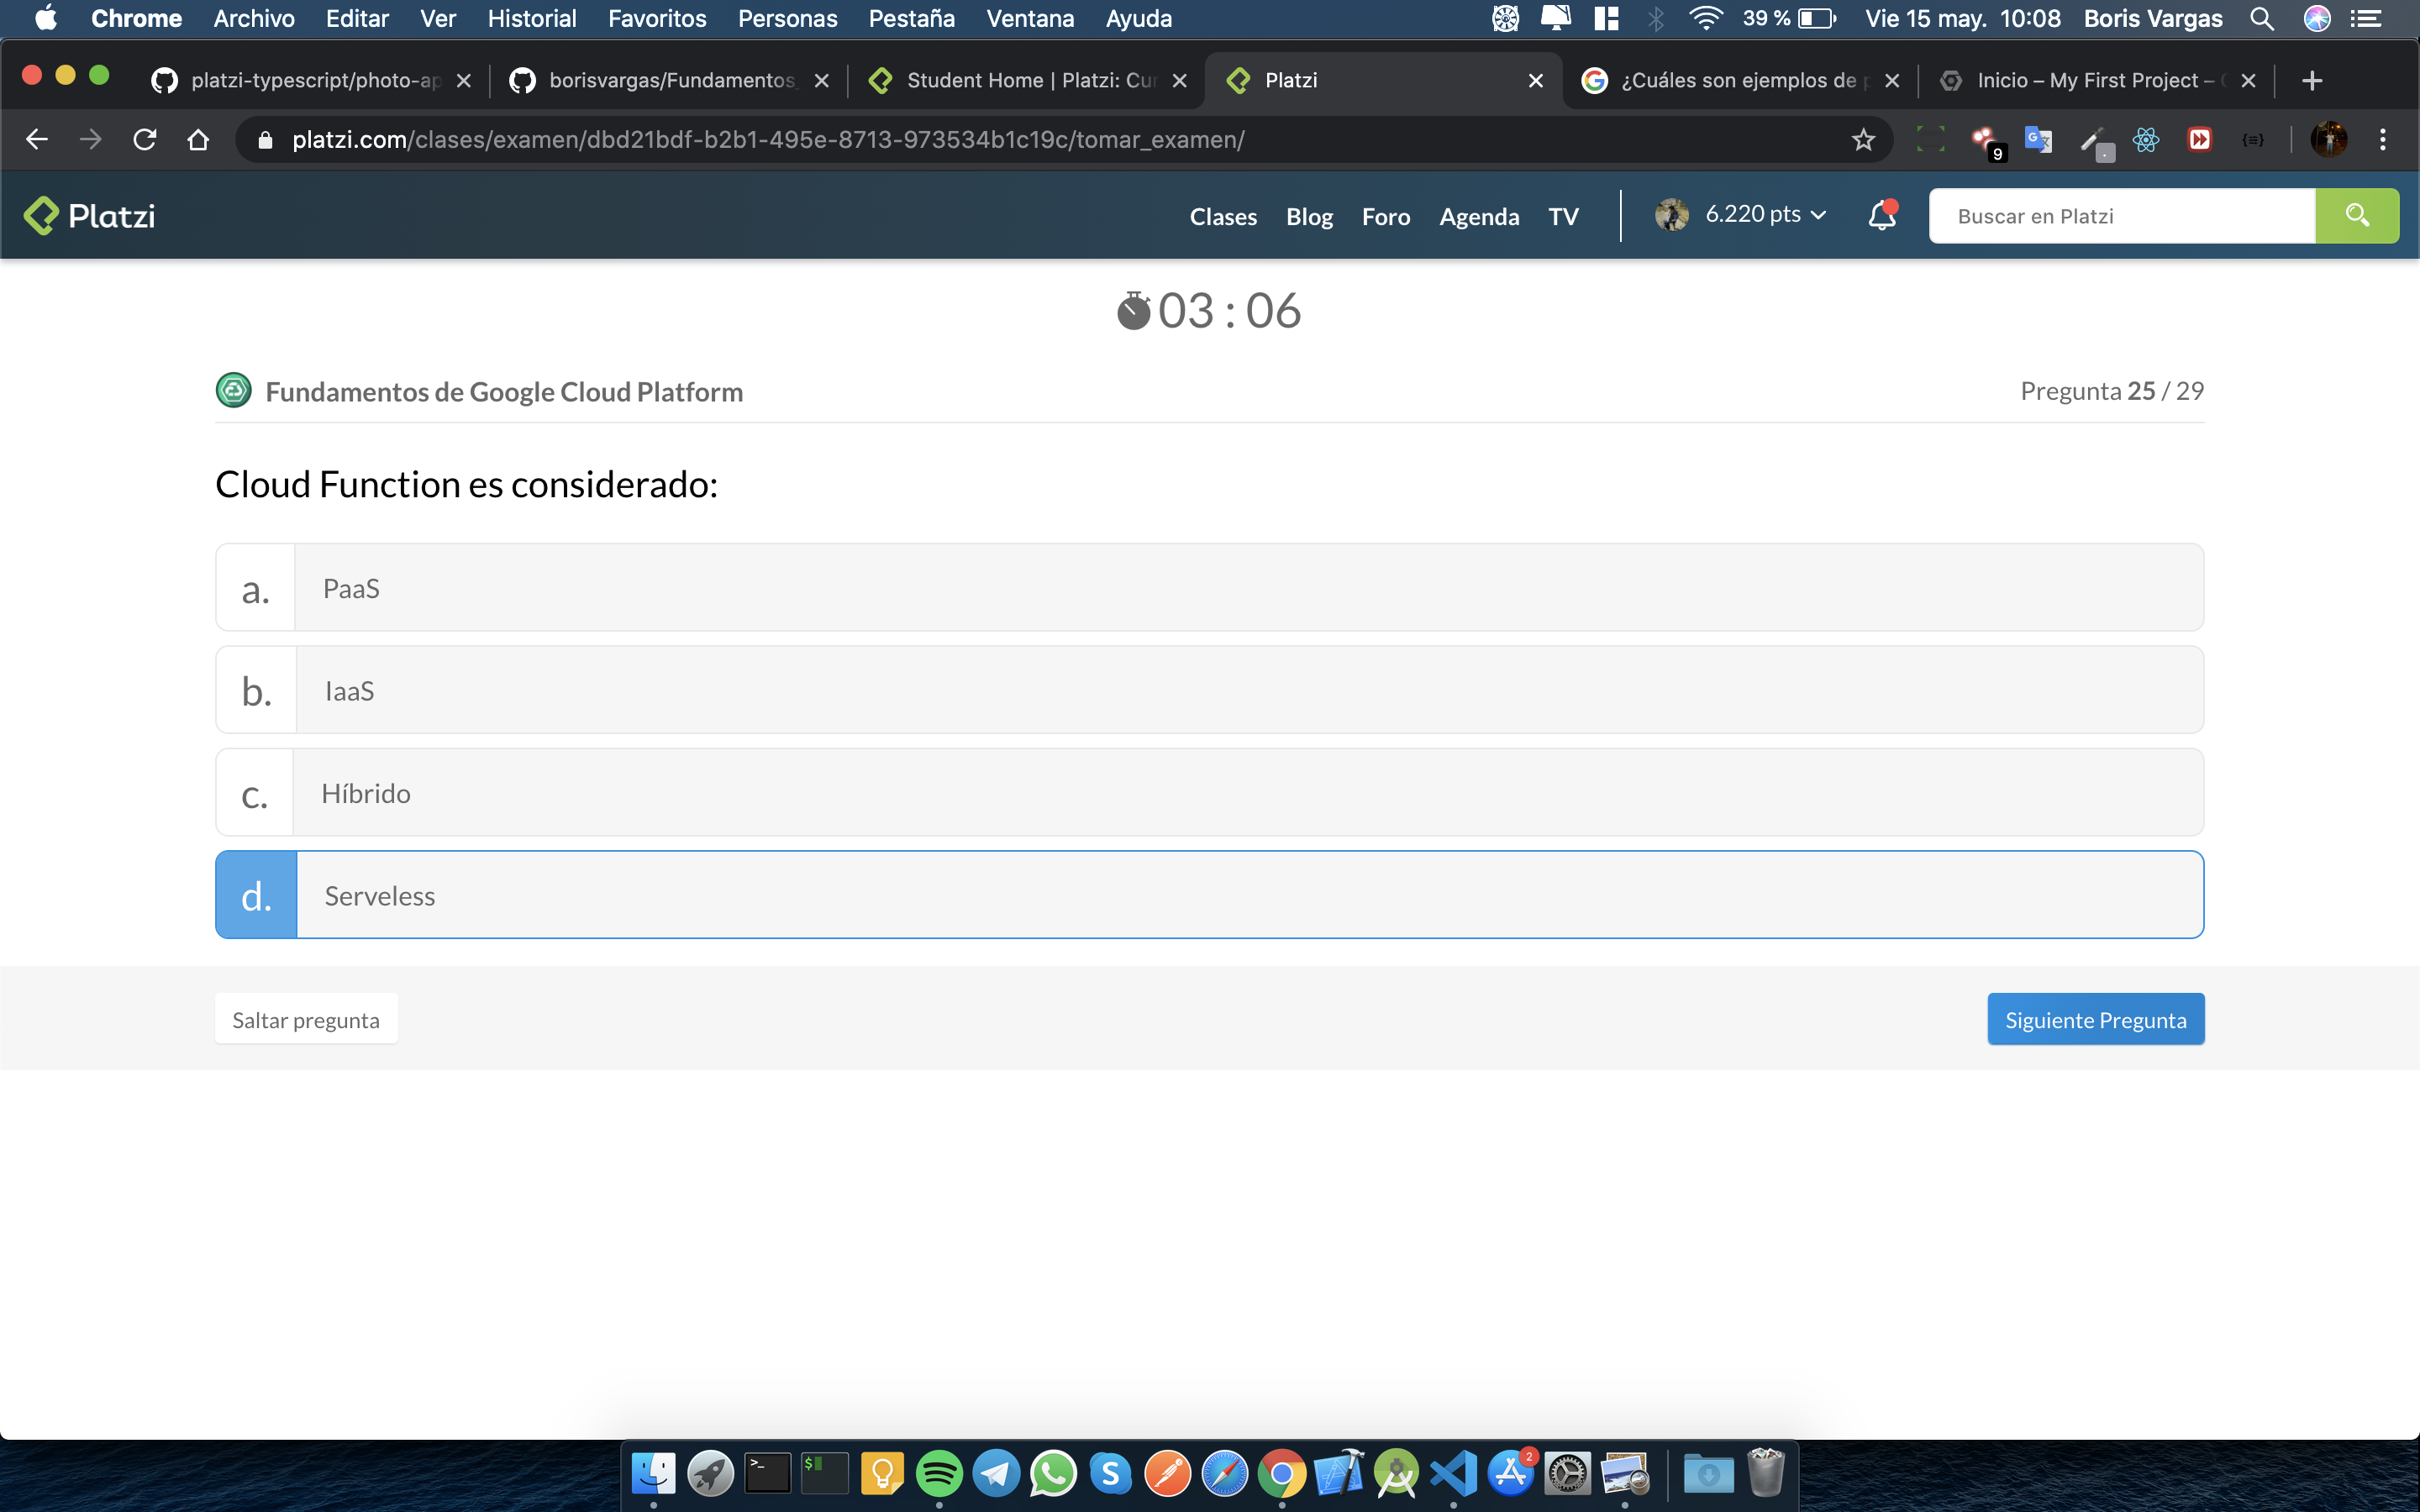 Chrome Archivo Editar Ver Historial Favoritos Personas Pestaña Ventana Ayuda 39 % Vie 15 may. 10:08 Boris Vargas
platzi-typescript/photo-ap borisvargas/Fundamentos_ Student Home | Platzi: Cur Platzi ¿Cuáles son ejemplos de p Inicio – My First Project –
platzi.com/clases/examen/dbd21bdf-b2b1-495e-8713-973534b1c19c/tomar_examen/ 9
Platzi Clases Blog Foro Agenda TV 6.220 pts Buscar en Platzi
03 : 06
Fundamentos de Google Cloud Platform Pregunta 25 / 29
Cloud Function es considerado:
a. PaaS
b. IaaS
c. Híbrido
d. Serveless
Saltar pregunta Siguiente Pregunta
2